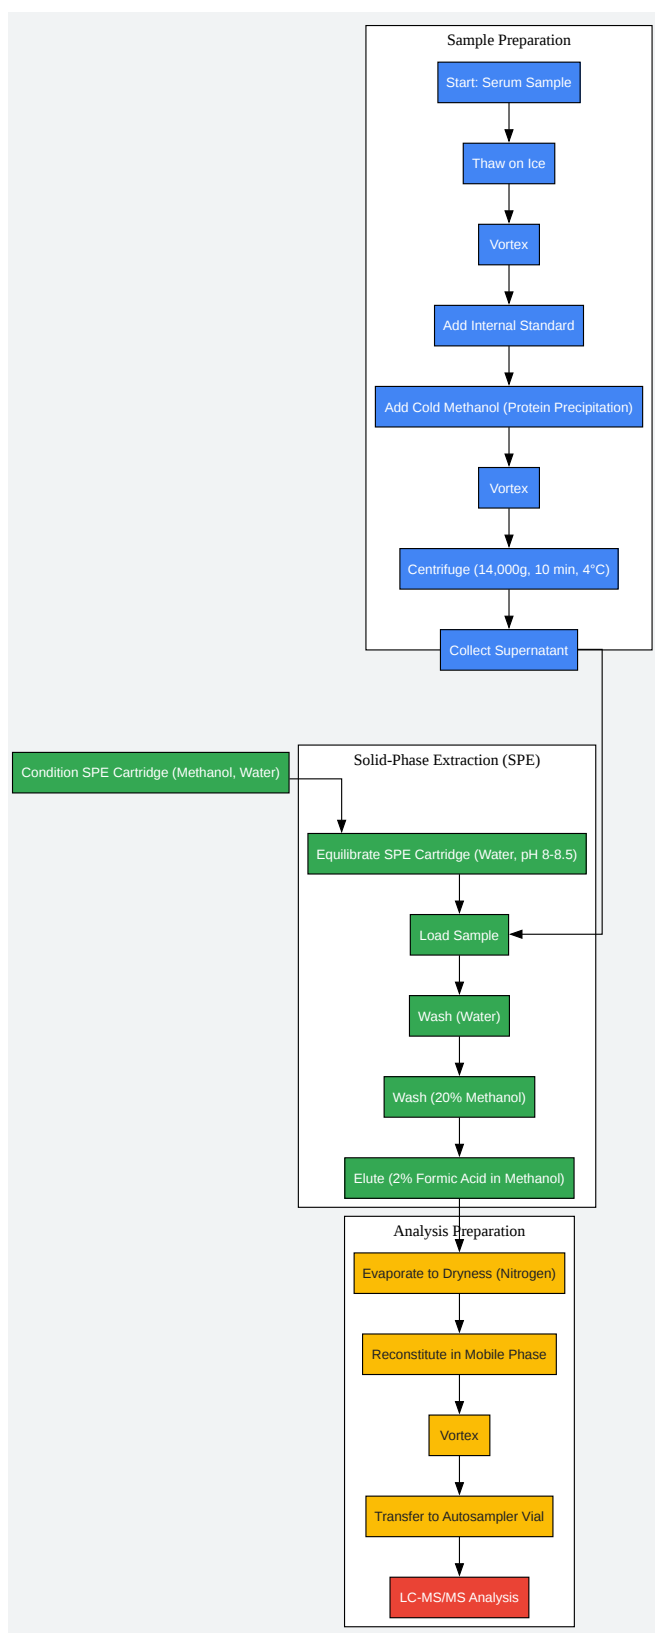 Sample Preparation
Start: Serum Sample
Thaw on Ice
Vortex
Add Internal Standard
Add Cold Methanol (Protein Precipitation)
Vortex
Centrifuge (14,000g, 10 min, 4°C)
Collect Supernatant
Condition SPE Cartridge (Methanol, Water)
Solid-Phase Extraction (SPE)
Equilibrate SPE Cartridge (Water, pH 8-8.5)
Load Sample
Wash (Water)
Wash (20% Methanol)
Elute (2% Formic Acid in Methanol)
Analysis Preparation
Evaporate to Dryness (Nitrogen)
Reconstitute in Mobile Phase
Vortex
Transfer to Autosampler Vial
LC-MS/MS Analysis